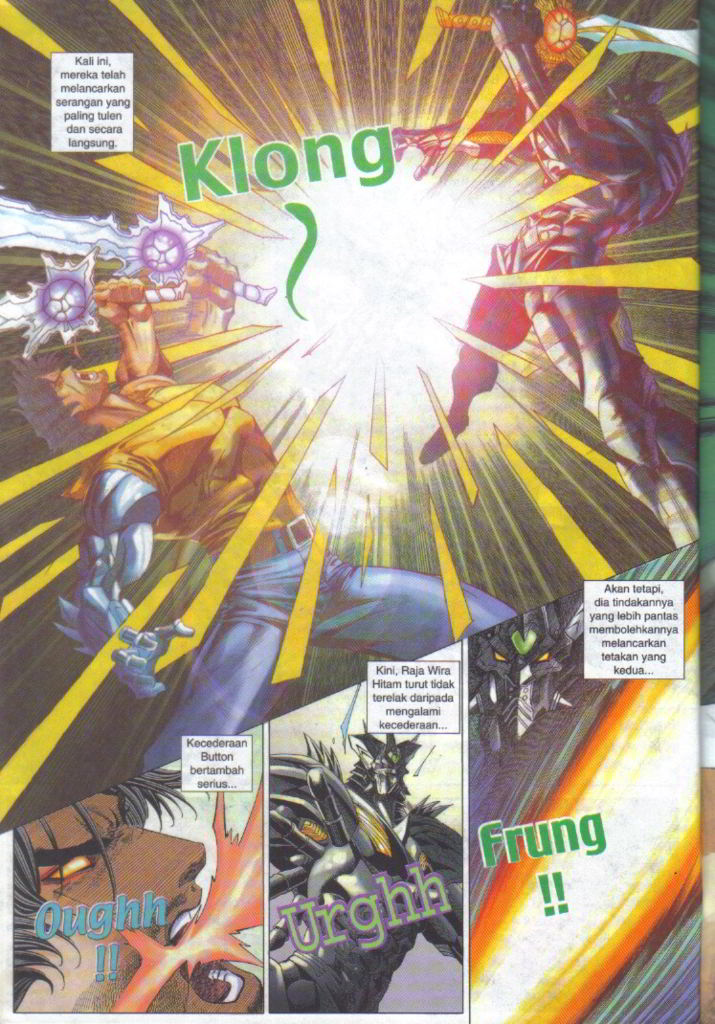 Kali ini,
mereka telah
melancarkan
serangan yang
paling tulen
dan secara
langsung.
Klong
Kecederaan
Button
bertambah
serius...
Oughh
!!
Kini, Raja Wira
Hitam turut tidak
terelak daripada
mengalami
kecederaan...
Urghh
Akan tetapi,
dia tindakannya
yang lebih pantas
membolehkannya
melancarkan
tetakan yang
kedua...
Frung
!!